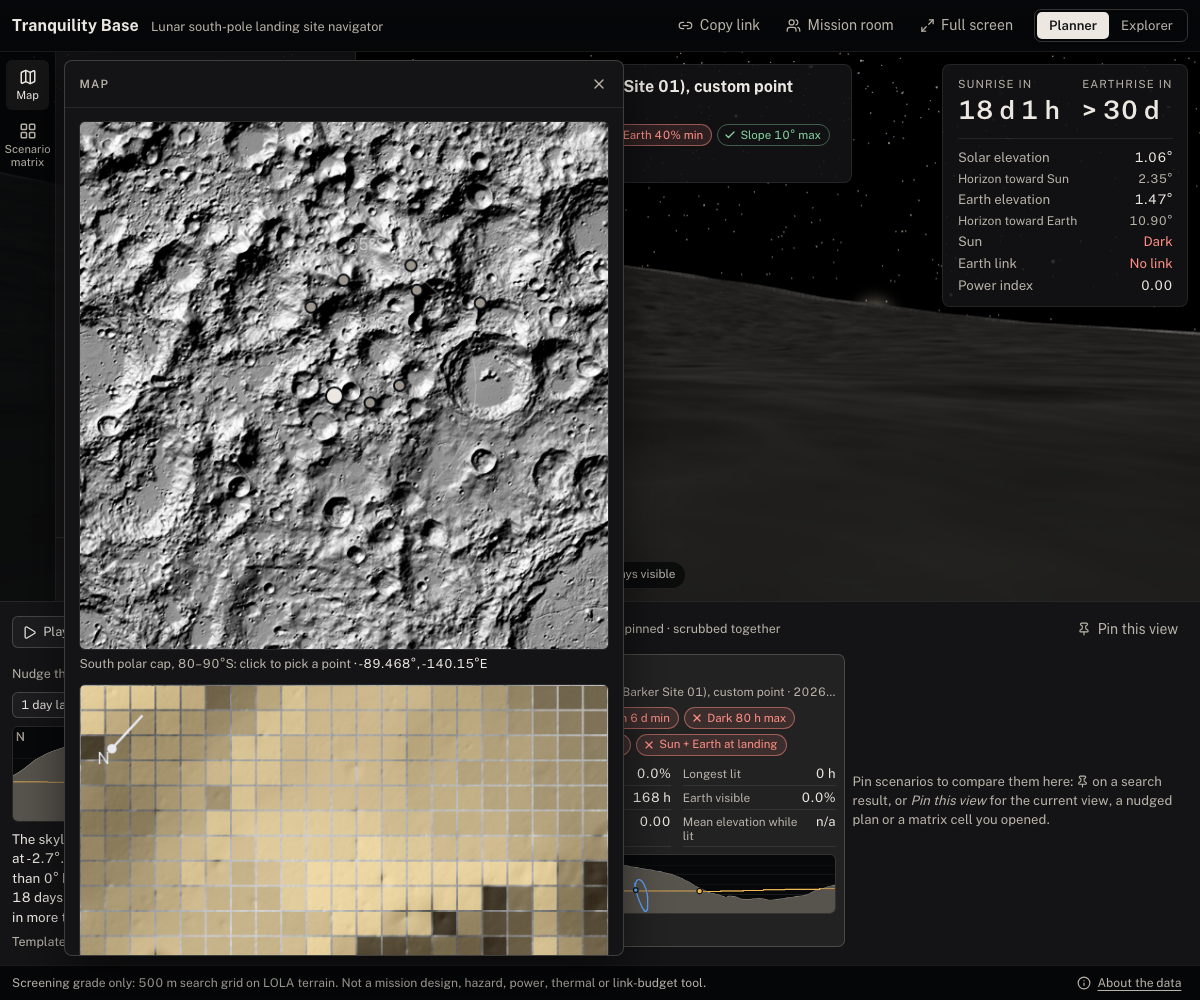 Tranquility Base
Lunar south-pole landing site navigator
Copy link
Mission room
Full screen
Planner
Explorer
Map
Scenario matrix
MAP
South polar cap, 80–90°S: click to pick a point · -89.468°, -140.15°E
N
Site 01), custom point
Earth 40% min
Slope 10° max
SUNRISE IN
18 d 1 h
EARTHRISE IN
> 30 d
Solar elevation 1.06°
Horizon toward Sun 2.35°
Earth elevation 1.47°
Horizon toward Earth 10.90°
Sun Dark
Earth link No link
Power index 0.00
visible
Play
Nudge
1 day
N
The
at -2.7°.
than 0°
18 days
in more
Template
pinned · scrubbed together
Pin this view
Barker Site 01), custom point · 2026…
6 d min
Dark 80 h max
Sun + Earth at landing
0.0% Longest lit 0 h
168 h Earth visible 0.0%
0.00 Mean elevation while lit n/a
Pin scenarios to compare them here: on a search
result, or Pin this view for the current view, a nudged
plan or a matrix cell you opened.
Screening grade only: 500 m search grid on LOLA terrain. Not a mission design, hazard, power, thermal or link-budget tool.
About the data